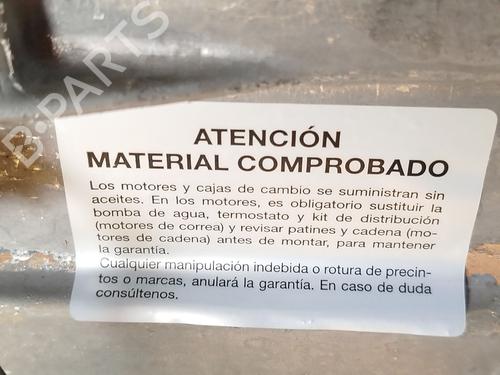 B-PARTS
ATENCIÓN
MATERIAL COMPROBADO
Los motores y cajas de cambio se suministran sin
aceites. En los motores, es obligatorio sustituir la
bomba de agua, termostato y kit de distribución
(motores de correa) y revisar patines y cadena (mo-
tores de cadena) antes de montar, para mantener
la garantía.
Cualquier manipulación indebida o rotura de precin-
tos o marcas, anulará la garantía. En caso de duda
consúltenos.